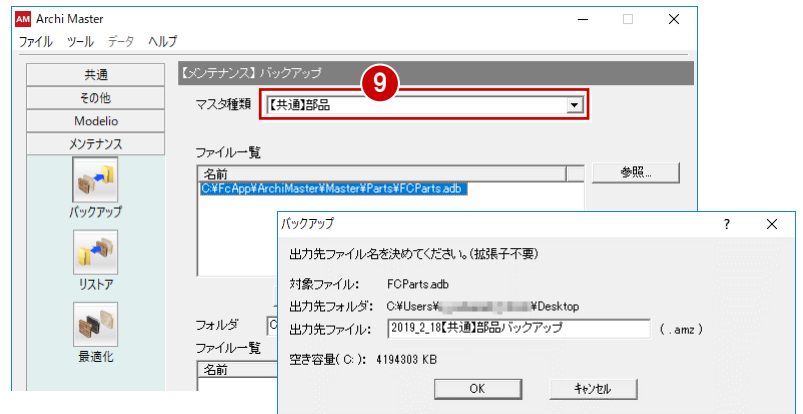 AM Archi Master
ファイル ツール データ ヘルプ
共通
その他
Modelio
メンテナンス
バックアップ
リストア
最適化
【メンテナンス】バックアップ
9
マスタ種類 【共通】部品
ファイル一覧
名前
C:¥FcApp¥ArchiMaster¥Master¥Parts¥FCParts.adb
参照...
フォルダ C
ファイル一覧
名前
バックアップ ?
出力先ファイル名を決めてください。(拡張子不要)
対象ファイル: FCParts.adb
出力先フォルダ: C:¥Users¥ ¥Desktop
出力先ファイル: 2019_2_18【共通】部品バックアップ (.amz)
空き容量( C: ): 4194303 KB
OK キャンセル